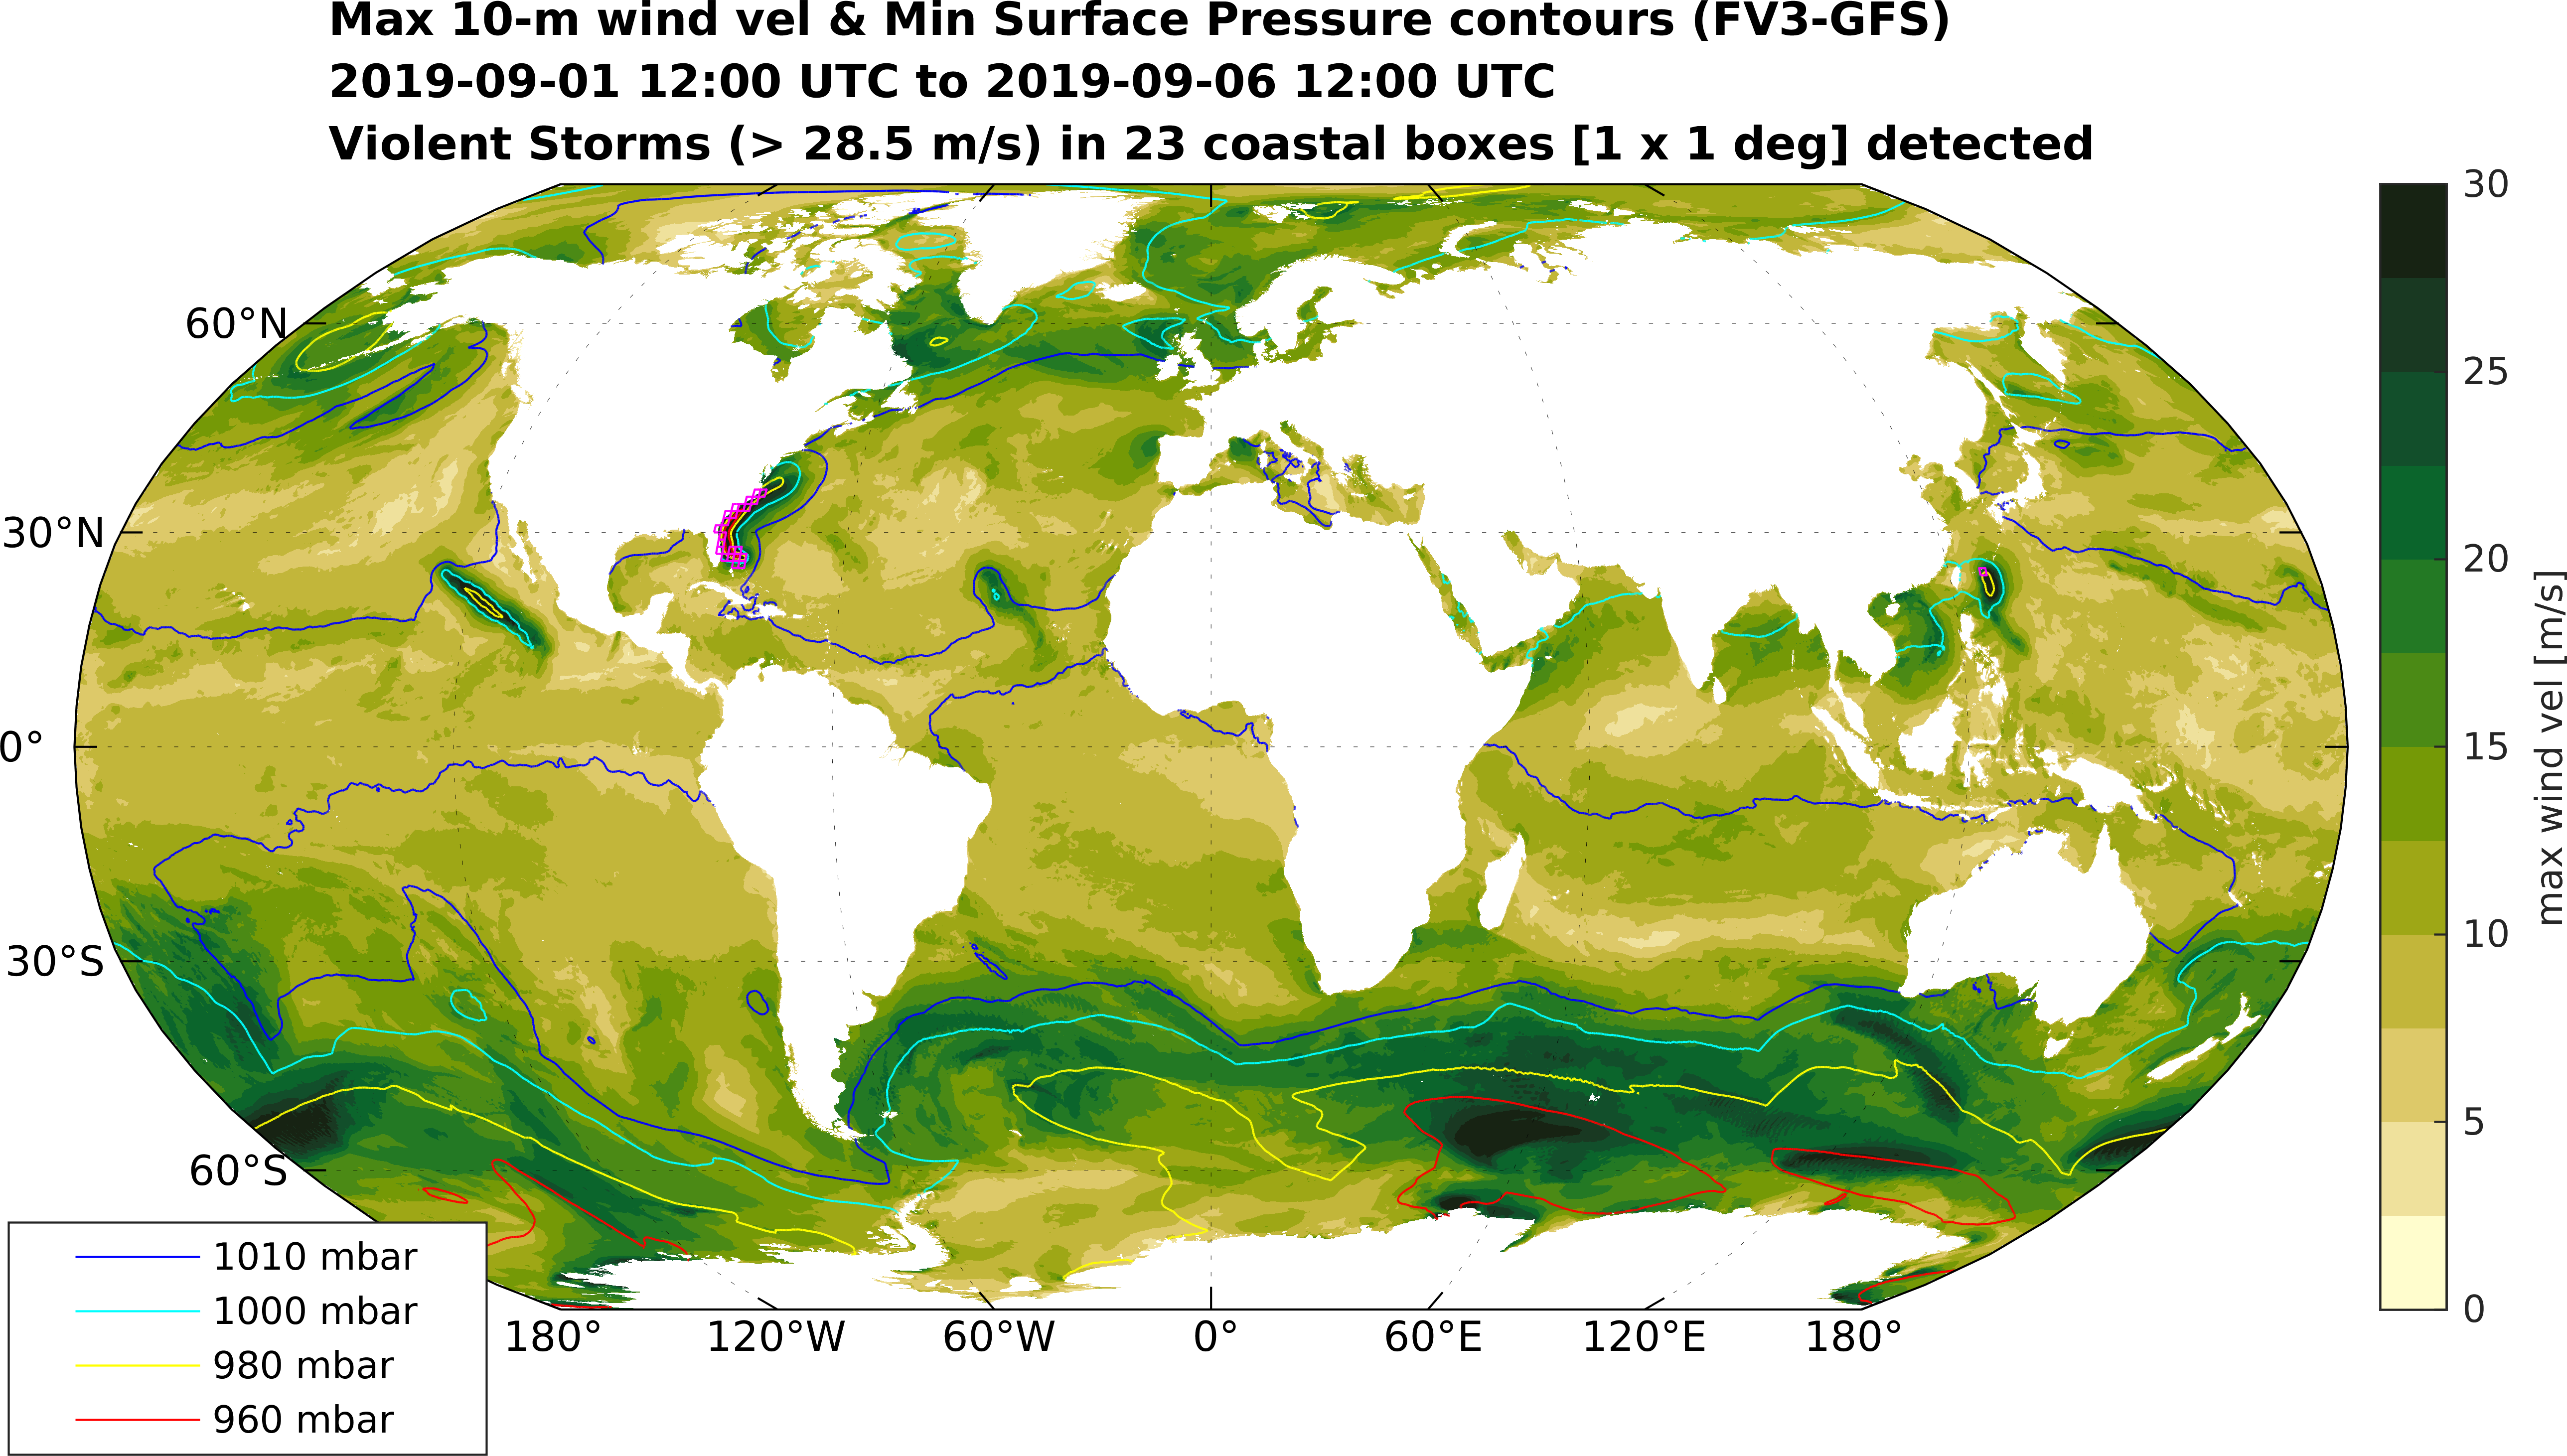 Max 10-m wind vel & Min Surface Pressure contours (FV3-GFS)
2019-09-01 12:00 UTC to 2019-09-06 12:00 UTC
Violent Storms (> 28.5 m/s) in 23 coastal boxes [1 x 1 deg] detected
60°N
30°N
0°
30°S
60°S
180°
120°W
60°W
0°
60°E
120°E
180°
1010 mbar
1000 mbar
980 mbar
960 mbar
30
25
20
15
10
5
0
max wind vel [m/s]